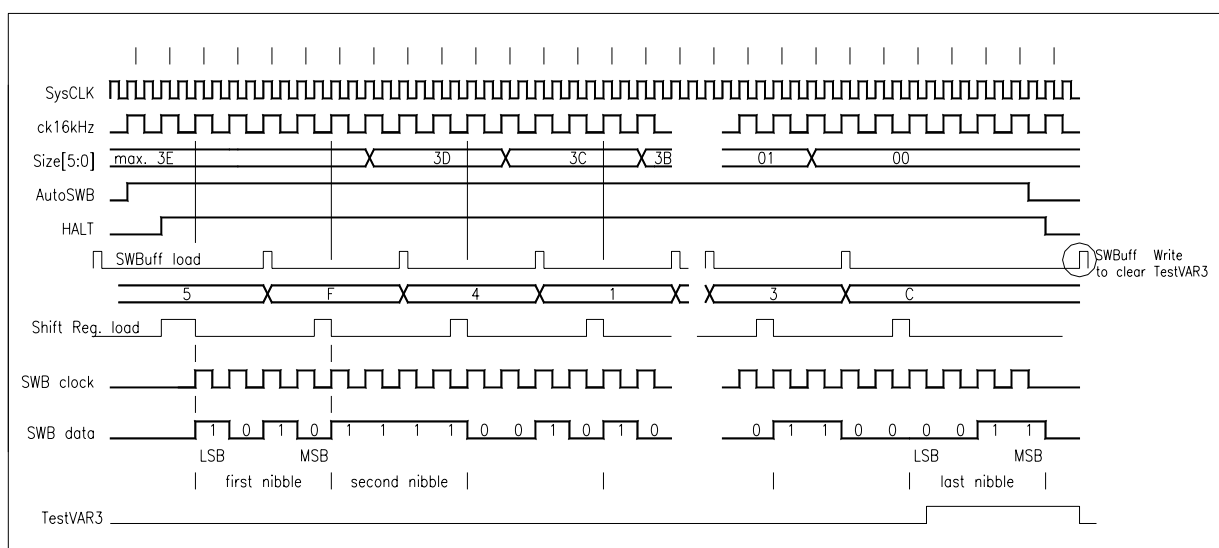 SysCLK
ck16kHz
Size[5:0] max. 3E 3D 3C 3B 01 00
AutoSWB
HALT
SWBuff load SWBuff Write
to clear TestVAR3
5 F 4 1 3 C
Shift Reg. load
SWB clock
SWB data 1 0 1 0 1 1 1 1 0 0 1 0 1 0 0 1 1 0 0 0 0 1 1
LSB MSB LSB MSB
first nibble second nibble last nibble
TestVAR3